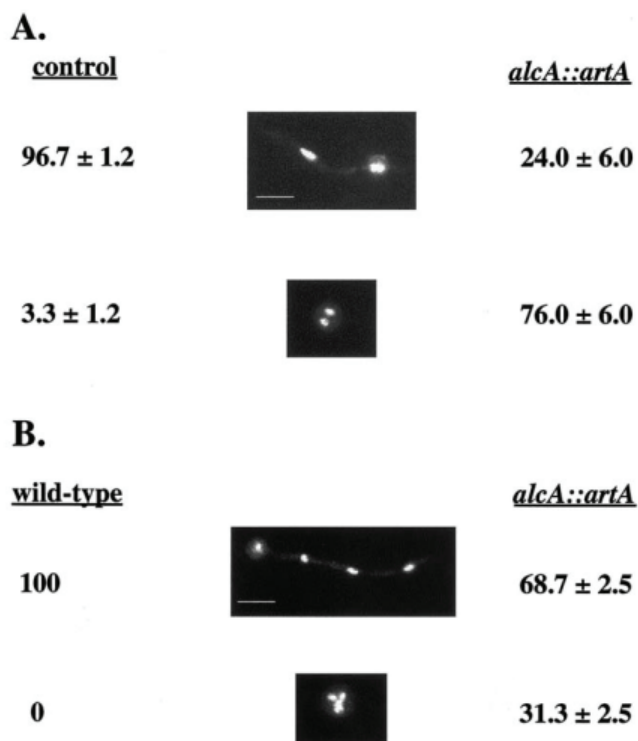 A.
control
alcA::artA
96.7 ± 1.2
24.0 ± 6.0
3.3 ± 1.2
76.0 ± 6.0
B.
wild-type
alcA::artA
100
68.7 ± 2.5
0
31.3 ± 2.5